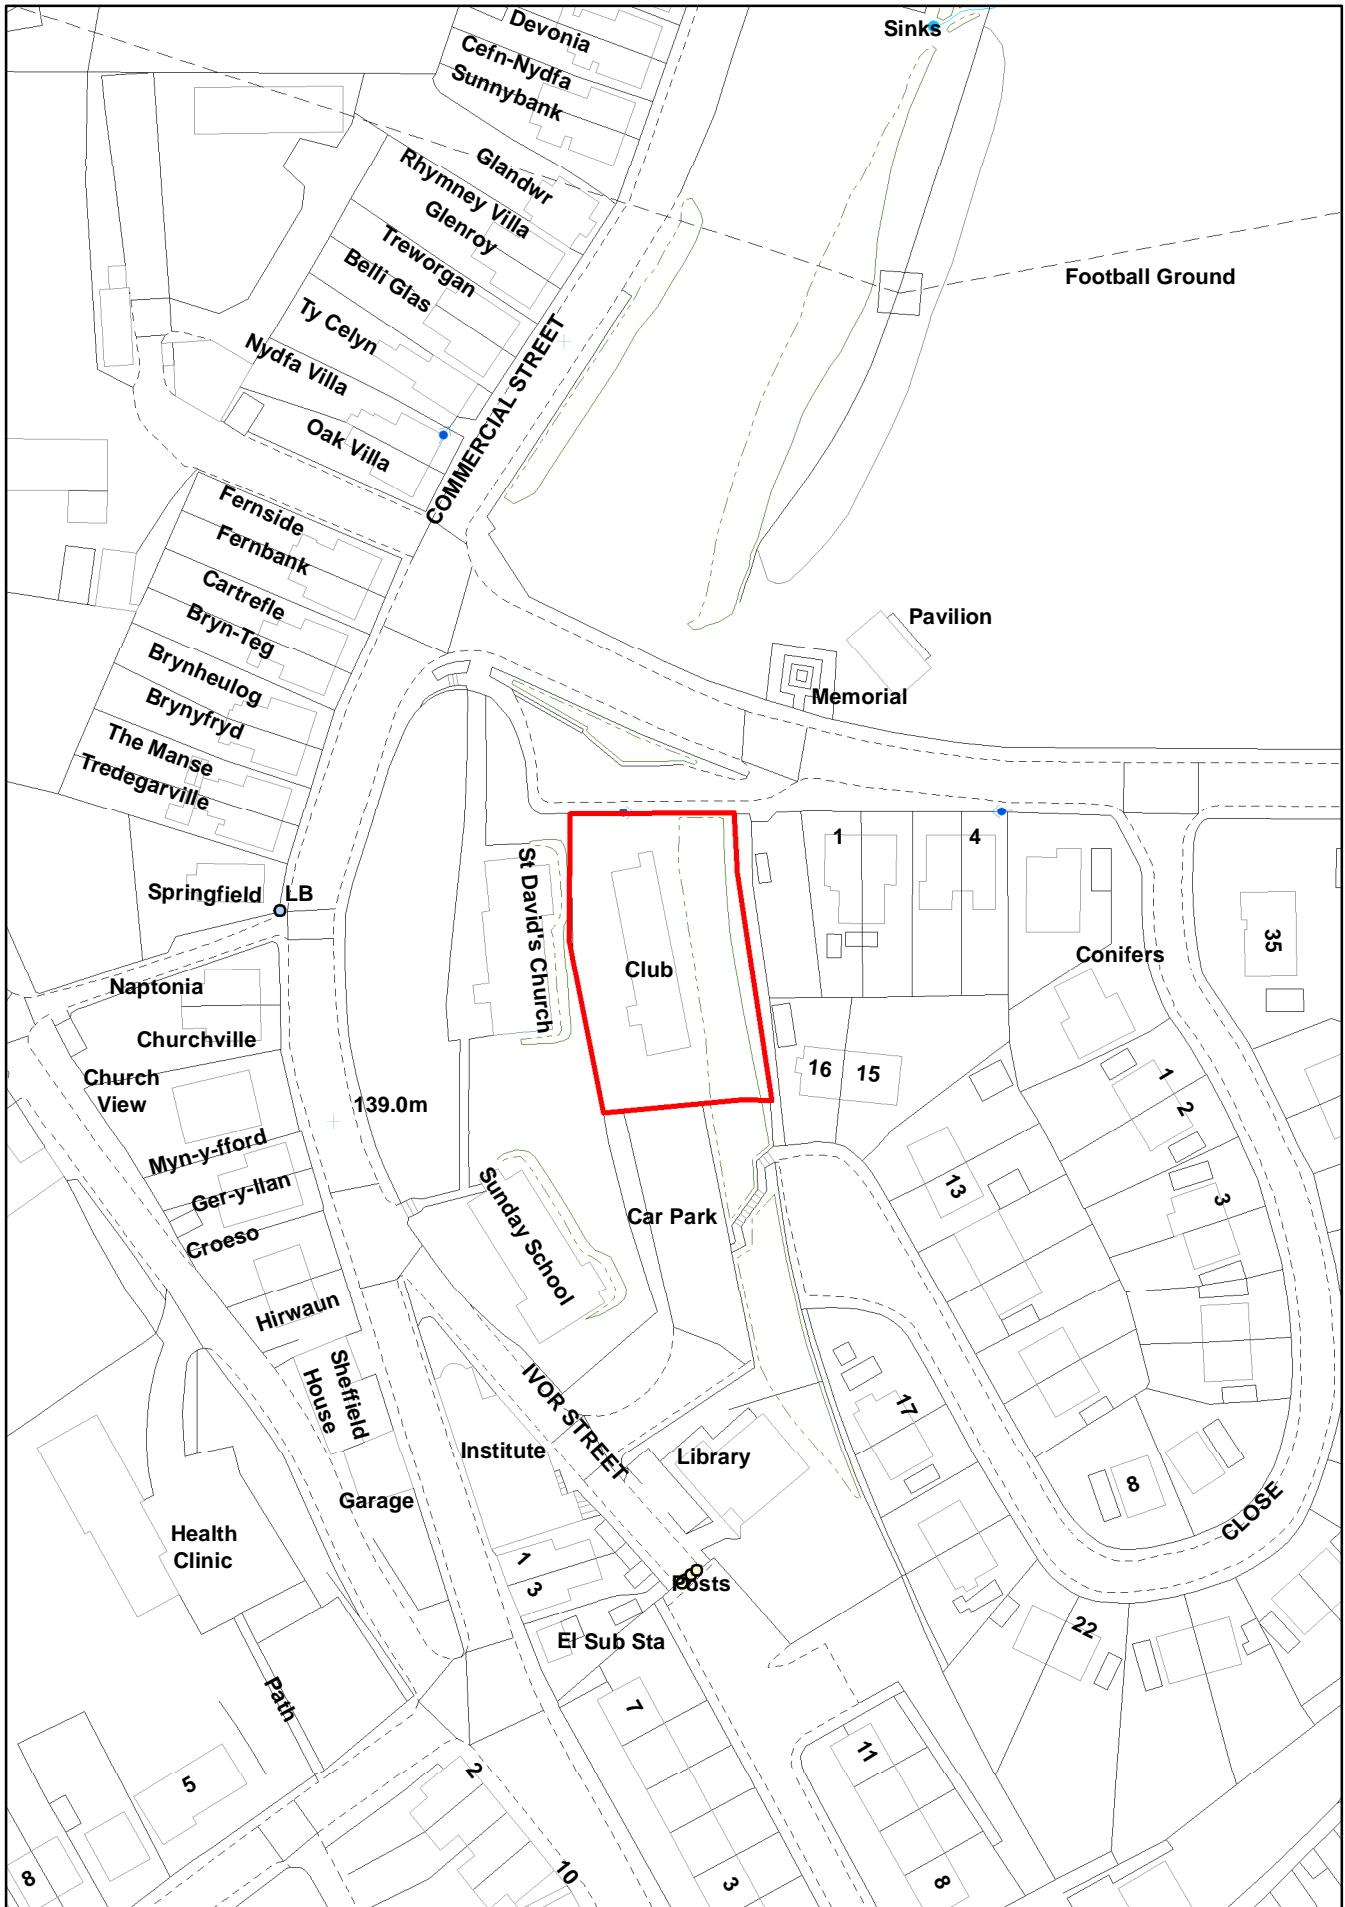 Devonia
Sinks
Cefn-Nydfa
Sunnybank
Glandwr
Rhymney Villa
Glenroy
Treworgan
Belli Glas
Football Ground
Ty Celyn
Nydfa Villa
COMMERCIAL STREET
Oak Villa
Fernside
Fernbank
Cartrefle
Bryn-Teg
Pavilion
Brynheulog
Brynyfryd
Memorial
The Manse
Tredegarville
1
4
Springfield
LB
St David's Church
35
Club
Conifers
Naptonia
Churchville
Church
View
139.0m
16
15
1
2
Myn-y-fford
Ger-y-llan
Croeso
Sunday School
Car Park
13
3
Hirwaun
Sheffield
House
IVOR STREET
17
Institute
Library
8
Garage
CLOSE
Health
Clinic
1
3
Posts
El Sub Sta
22
Path
7
11
5
2
8
10
3
8